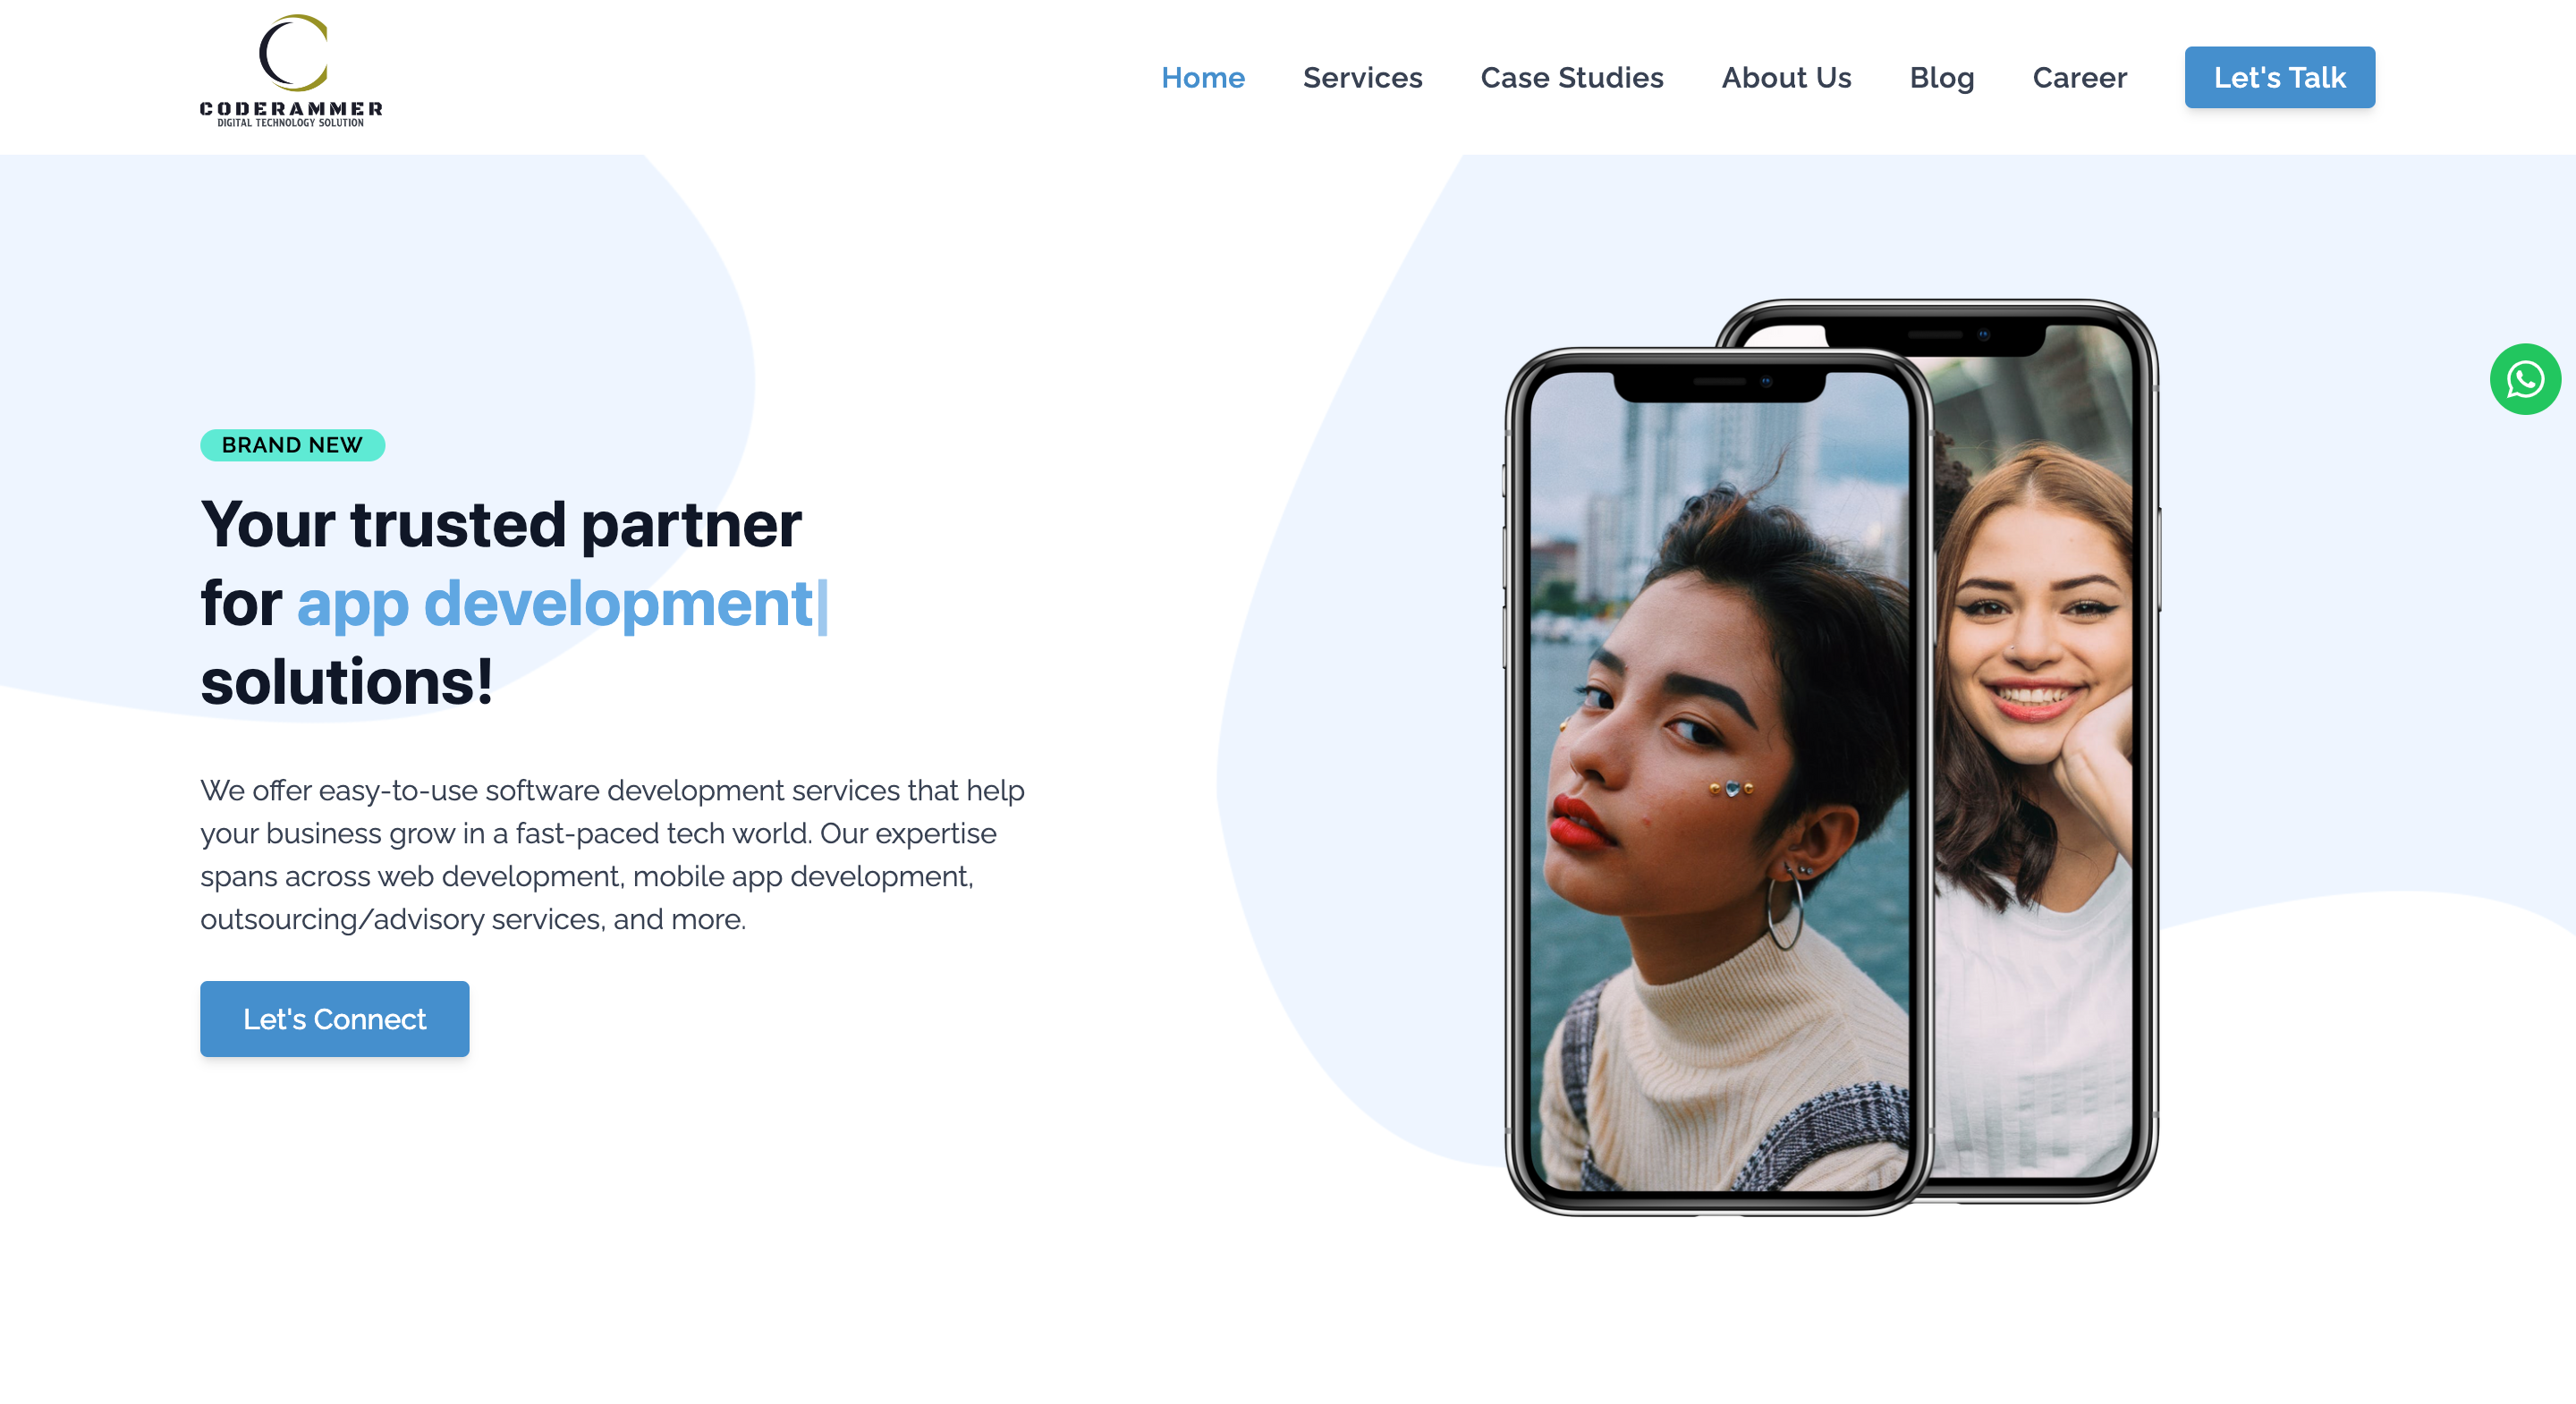 CODERAMMER
DIGITAL TECHNOLOGY SOLUTION
Home Services Case Studies About Us Blog Career Let's Talk
BRAND NEW
Your trusted partner
for app development|
solutions!
We offer easy-to-use software development services that help
your business grow in a fast-paced tech world. Our expertise
spans across web development, mobile app development,
outsourcing/advisory services, and more.
Let's Connect